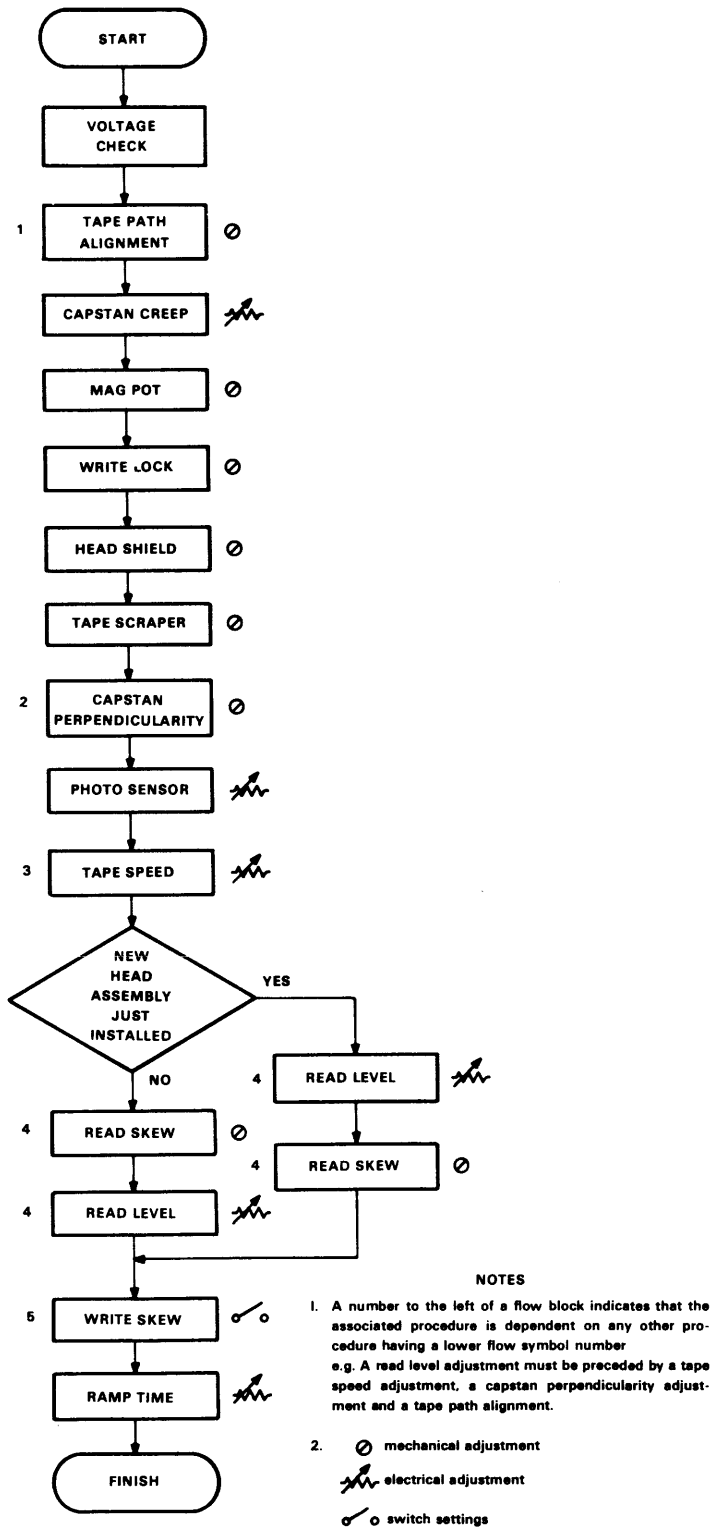 START
VOLTAGE
CHECK
1
TAPE PATH
ALIGNMENT
CAPSTAN CREEP
MAG POT
WRITE LOCK
HEAD SHIELD
TAPE SCRAPER
2
CAPSTAN
PERPENDICULARITY
PHOTO SENSOR
3
TAPE SPEED
NEW
HEAD
ASSEMBLY
JUST
INSTALLED
YES
NO
4
READ LEVEL
4
READ SKEW
4
READ SKEW
4
READ LEVEL
5
WRITE SKEW
RAMP TIME
FINISH
NOTES
I. A number to the left of a flow block indicates that the
associated procedure is dependent on any other pro-
cedure having a lower flow symbol number
e.g. A read level adjustment must be preceded by a tape
speed adjustment, a capstan perpendicularity adjust-
ment and a tape path alignment.
2. mechanical adjustment
electrical adjustment
switch settings